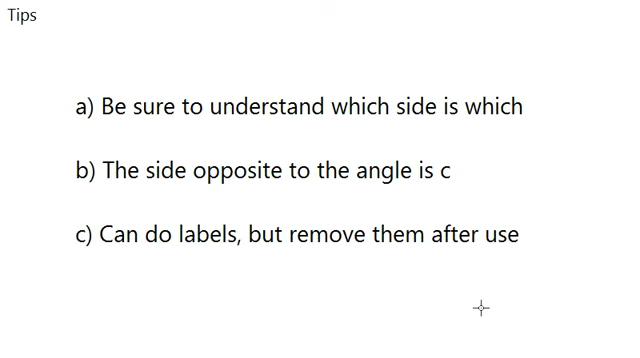 Tips
a) Be sure to understand which side is which
b) The side opposite to the angle is c
c) Can do labels, but remove them after use